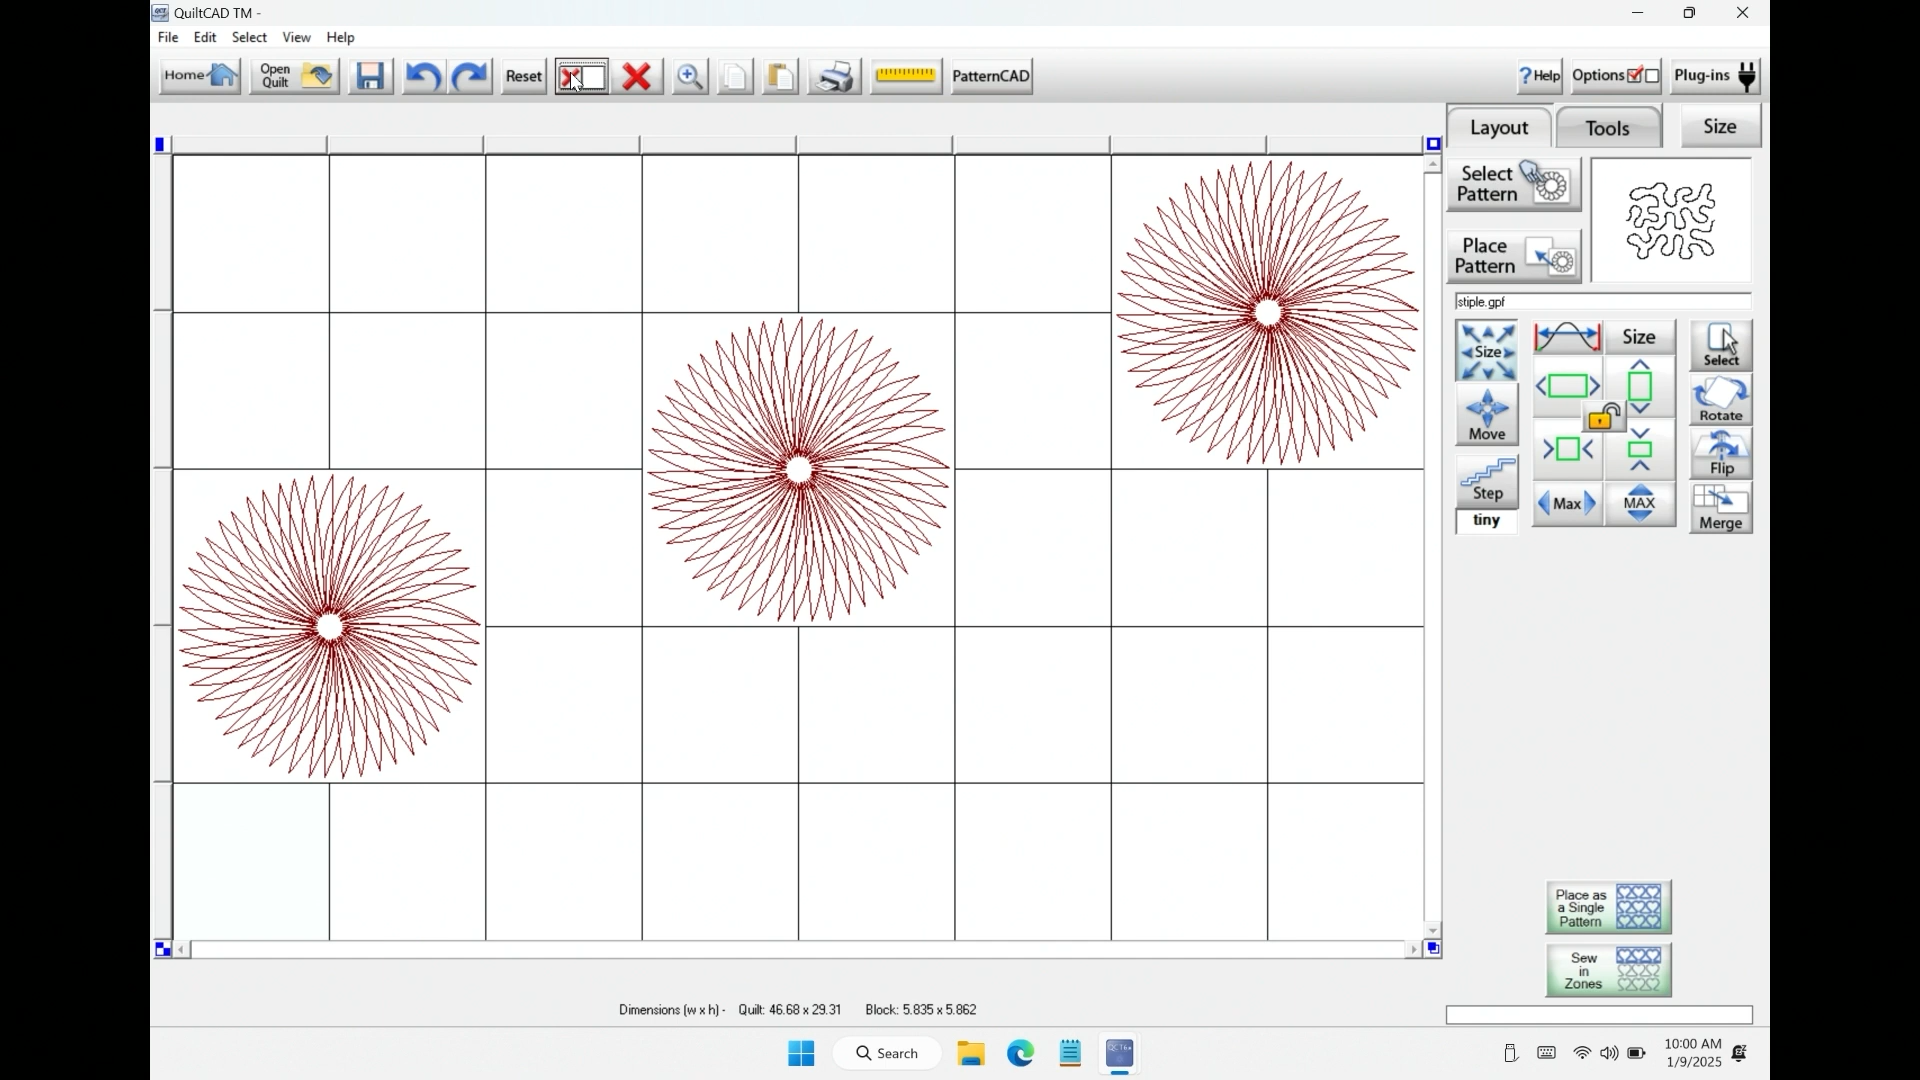 QuiltCAD TM -
File Edit Select View Help
Home
Open
Quilt
Reset
PatternCAD
? Help
Options
Plug-ins
Layout
Tools
Size
Select
Pattern
Place
Pattern
stiple.gpf
Size
Size
Select
Rotate
Move
Flip
Step
tiny
Max
MAX
Merge
Place as
a Single
Pattern
Sew
in
Zones
Dimensions (w x h) - Quilt: 46.68 x 29.31 Block: 5.835 x 5.862
Search
10:00 AM
1/9/2025